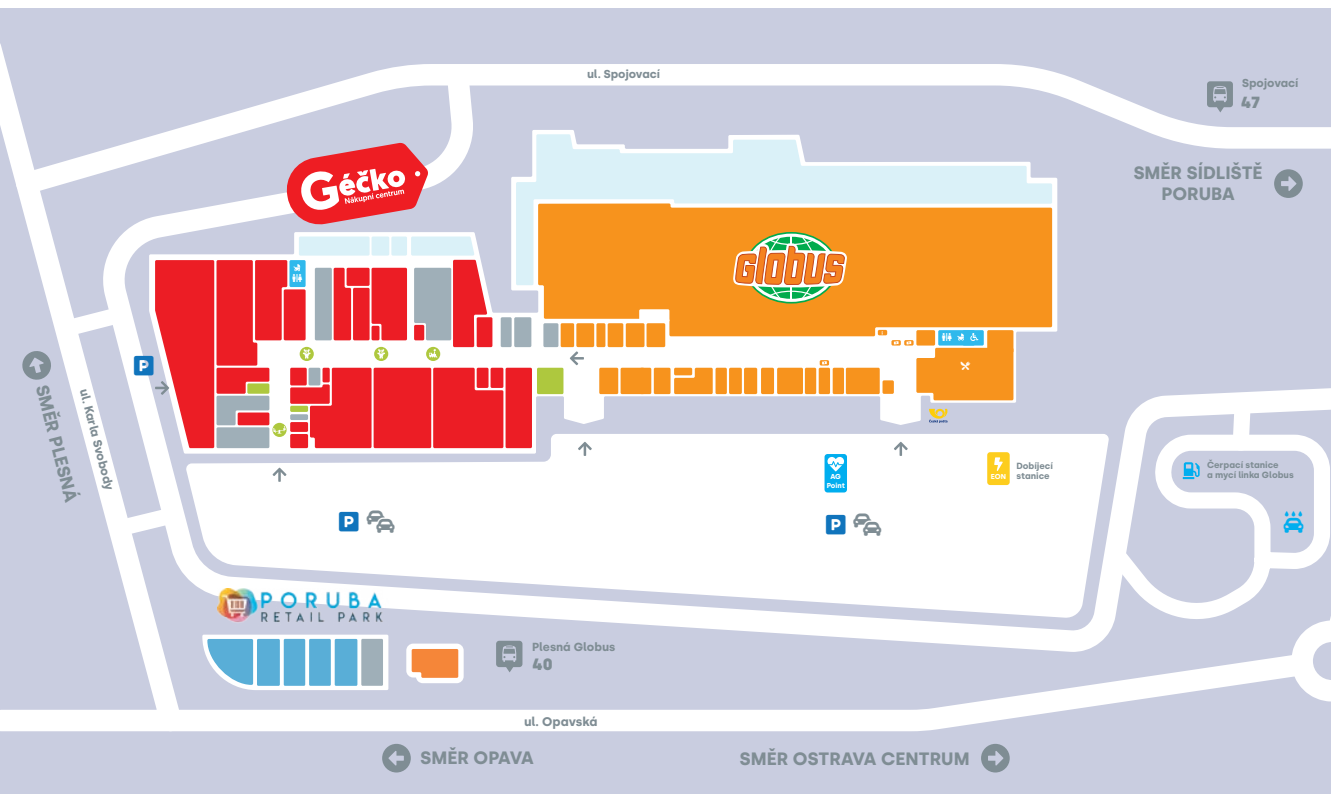 ul. Spojovací
Spojovací
47
SMĚR SÍDLIŠTĚ
PORUBA
Géčko
Nákupní centrum
GLOBUS
P
SMĚR PLESNÁ
ul. Karla Svobody
Česká pošta
AG
Point
EON
Dobíjecí
stanice
Čerpací stanice
a mycí linka Globus
P
P
PORUBA
RETAIL PARK
Plesná Globus
40
ul. Opavská
SMĚR OPAVA
SMĚR OSTRAVA CENTRUM